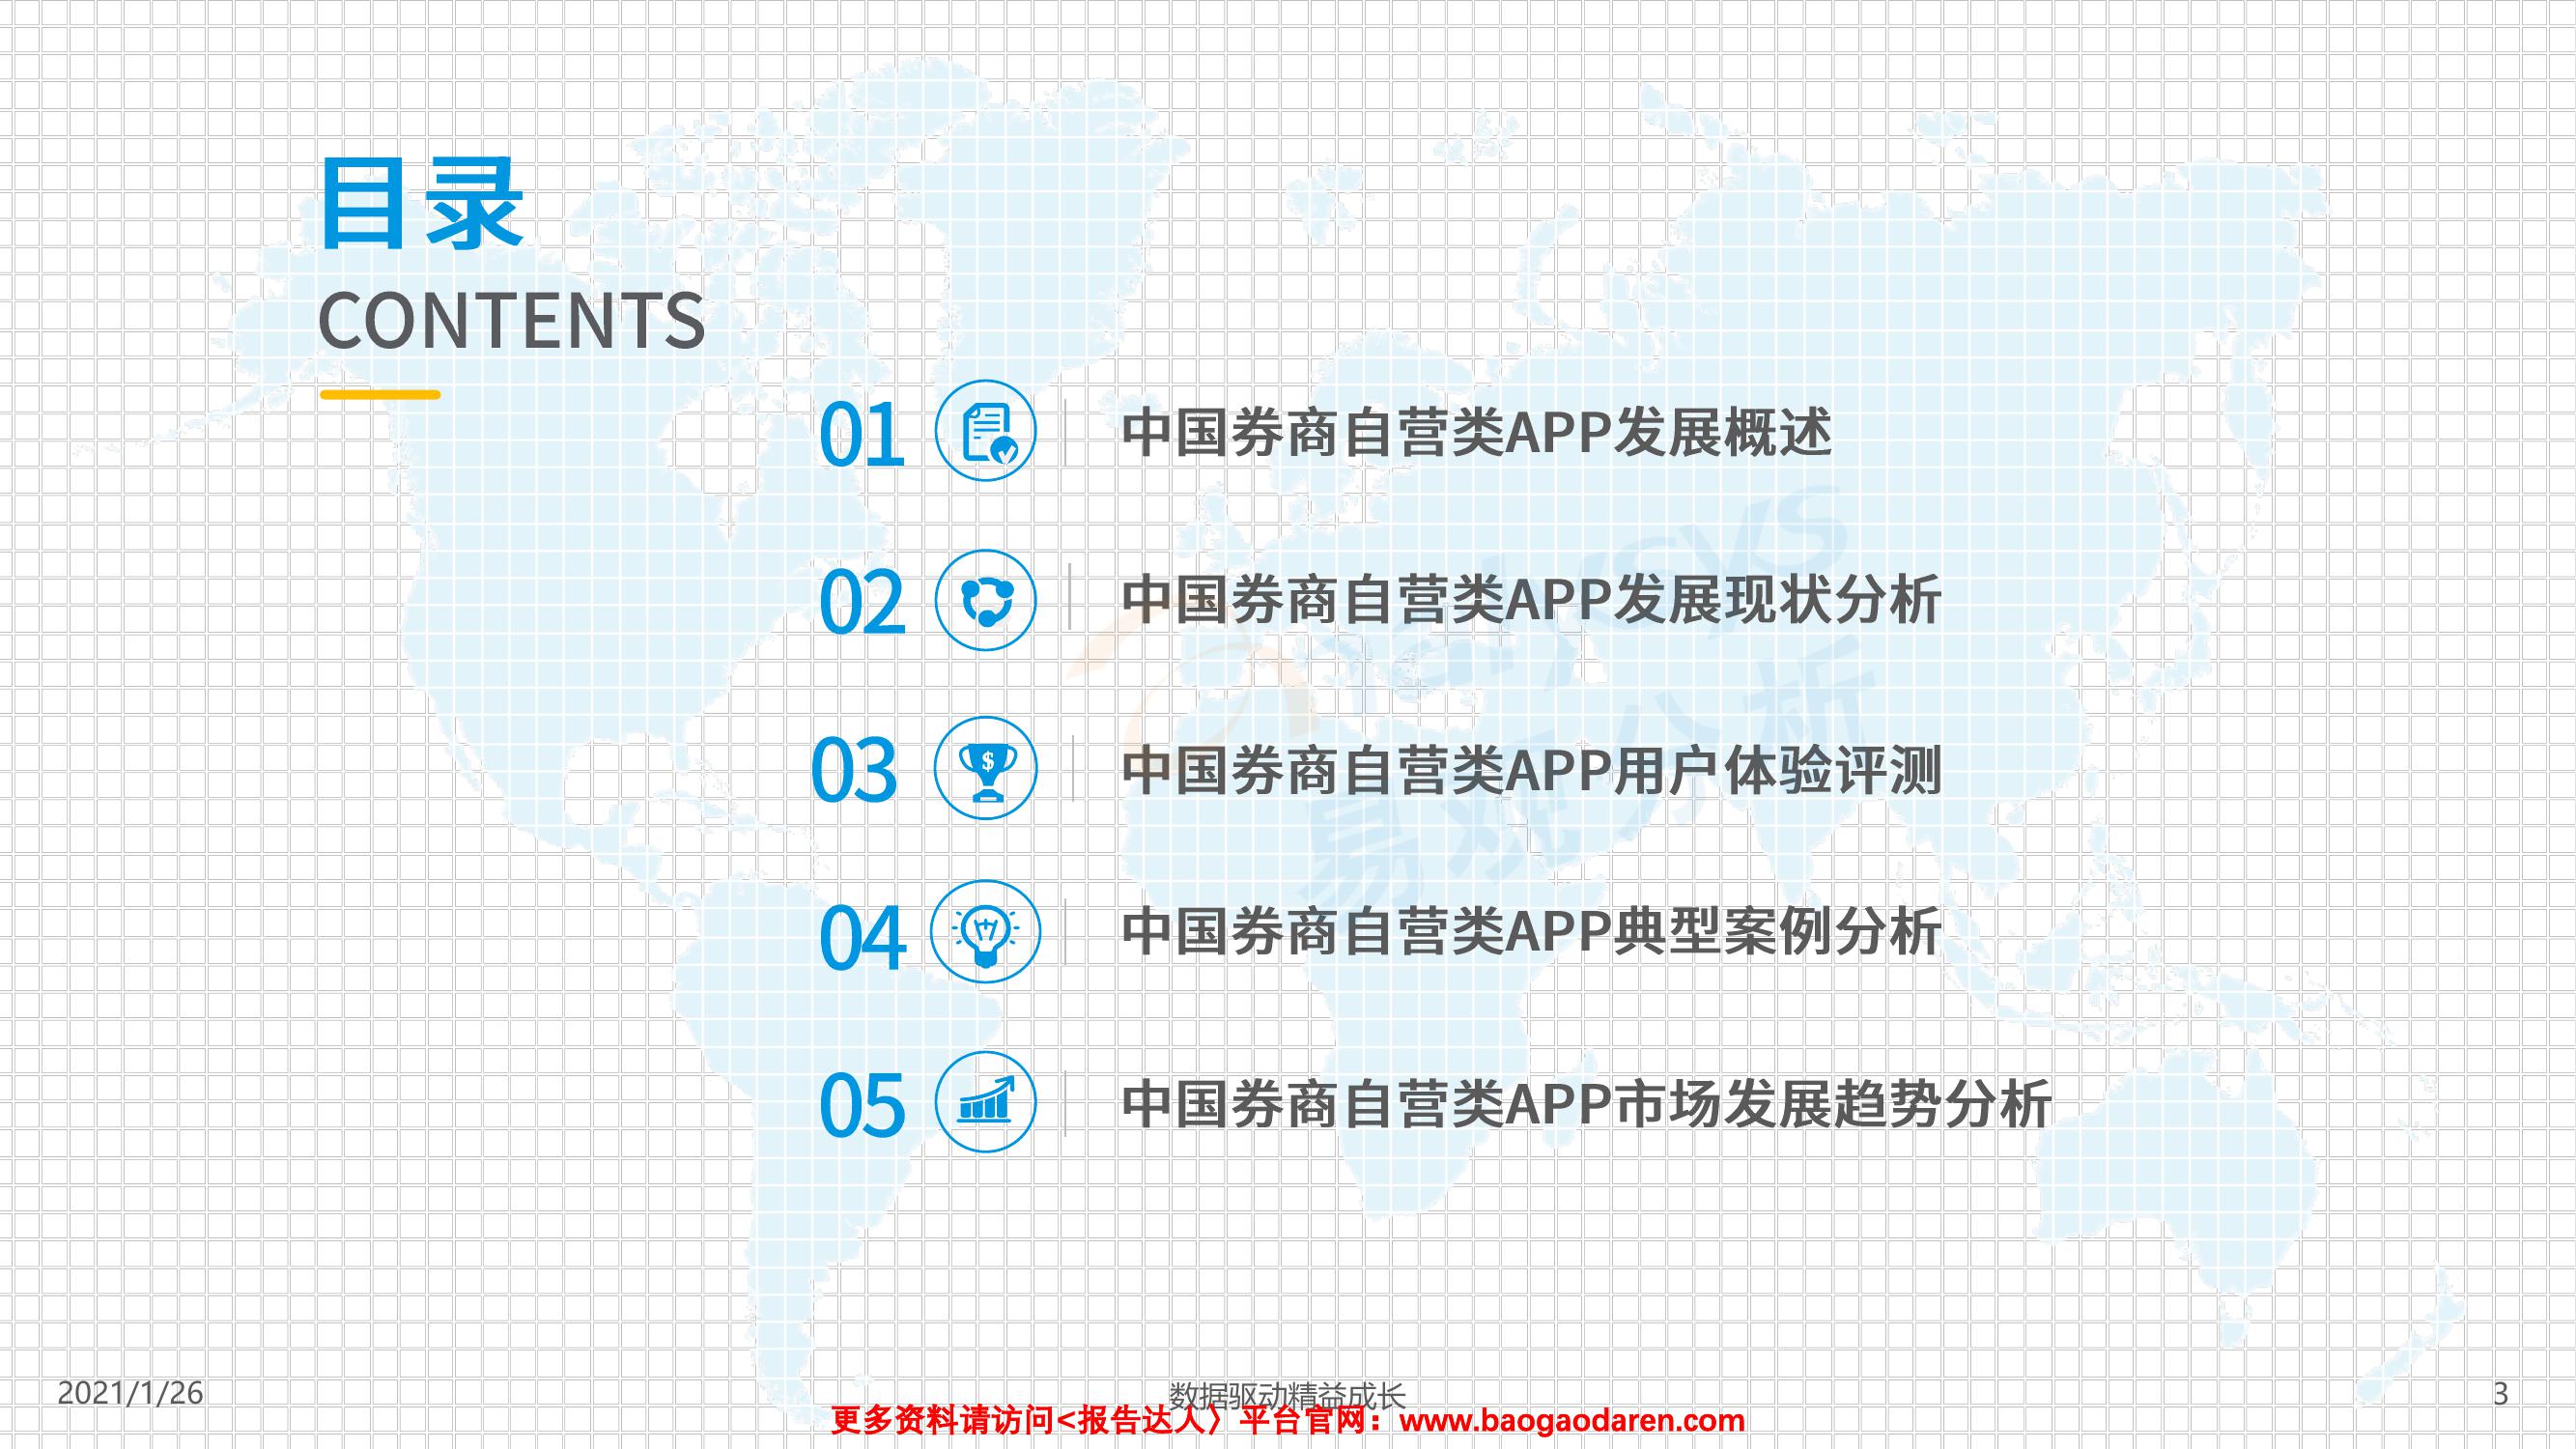 目录
CONTENTS
01 中国券商自营类APP发展概述
02 中国券商自营类APP发展现状分析
03 中国券商自营类APP用户体验评测
04 中国券商自营类APP典型案例分析
05 中国券商自营类APP市场发展趋势分析
analysys
易观分析
2021/1/26
数据驱动精益成长
3
更多资料请访问<报告达人〉平台官网：www.baogaodaren.com